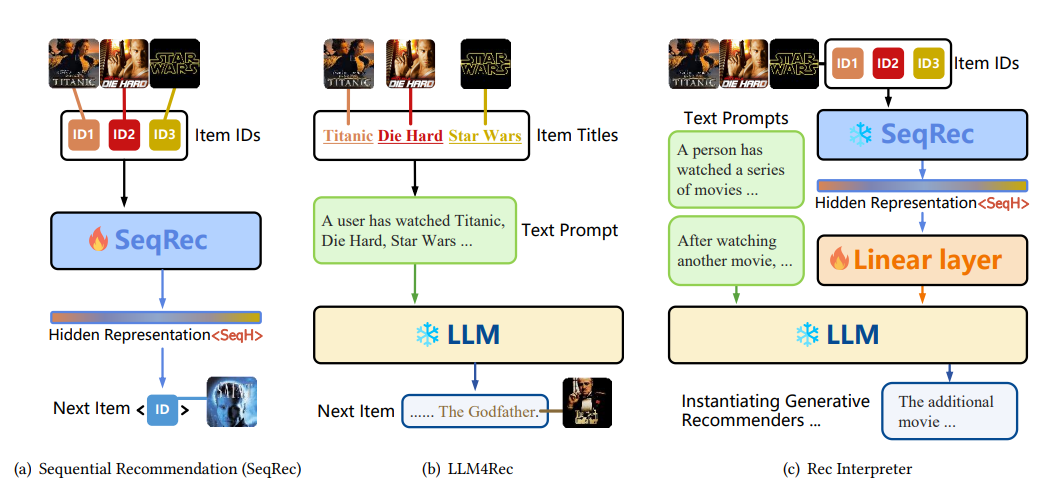 TITANIC
DIE HARD
STAR WARS
ID1
ID2
ID3
Item IDs
SeqRec
Hidden Representation<SeqH>
Next Item < ID >
(a) Sequential Recommendation (SeqRec)
TITANIC
DIE HARD
STAR WARS
Titanic Die Hard Star Wars
Item Titles
A user has watched Titanic,
Die Hard, Star Wars ...
Text Prompt
LLM
Next Item
...... The Godfather.
(b) LLM4Rec
TITANIC
DIE HARD
STAR WARS
ID1
ID2
ID3
Item IDs
Text Prompts
A person has
watched a series
of movies ...
SeqRec
Hidden Representation<SeqH>
After watching
another movie, ...
Linear layer
LLM
Instantiating Generative
Recommenders ...
The additional
movie ...
(c) Rec Interpreter